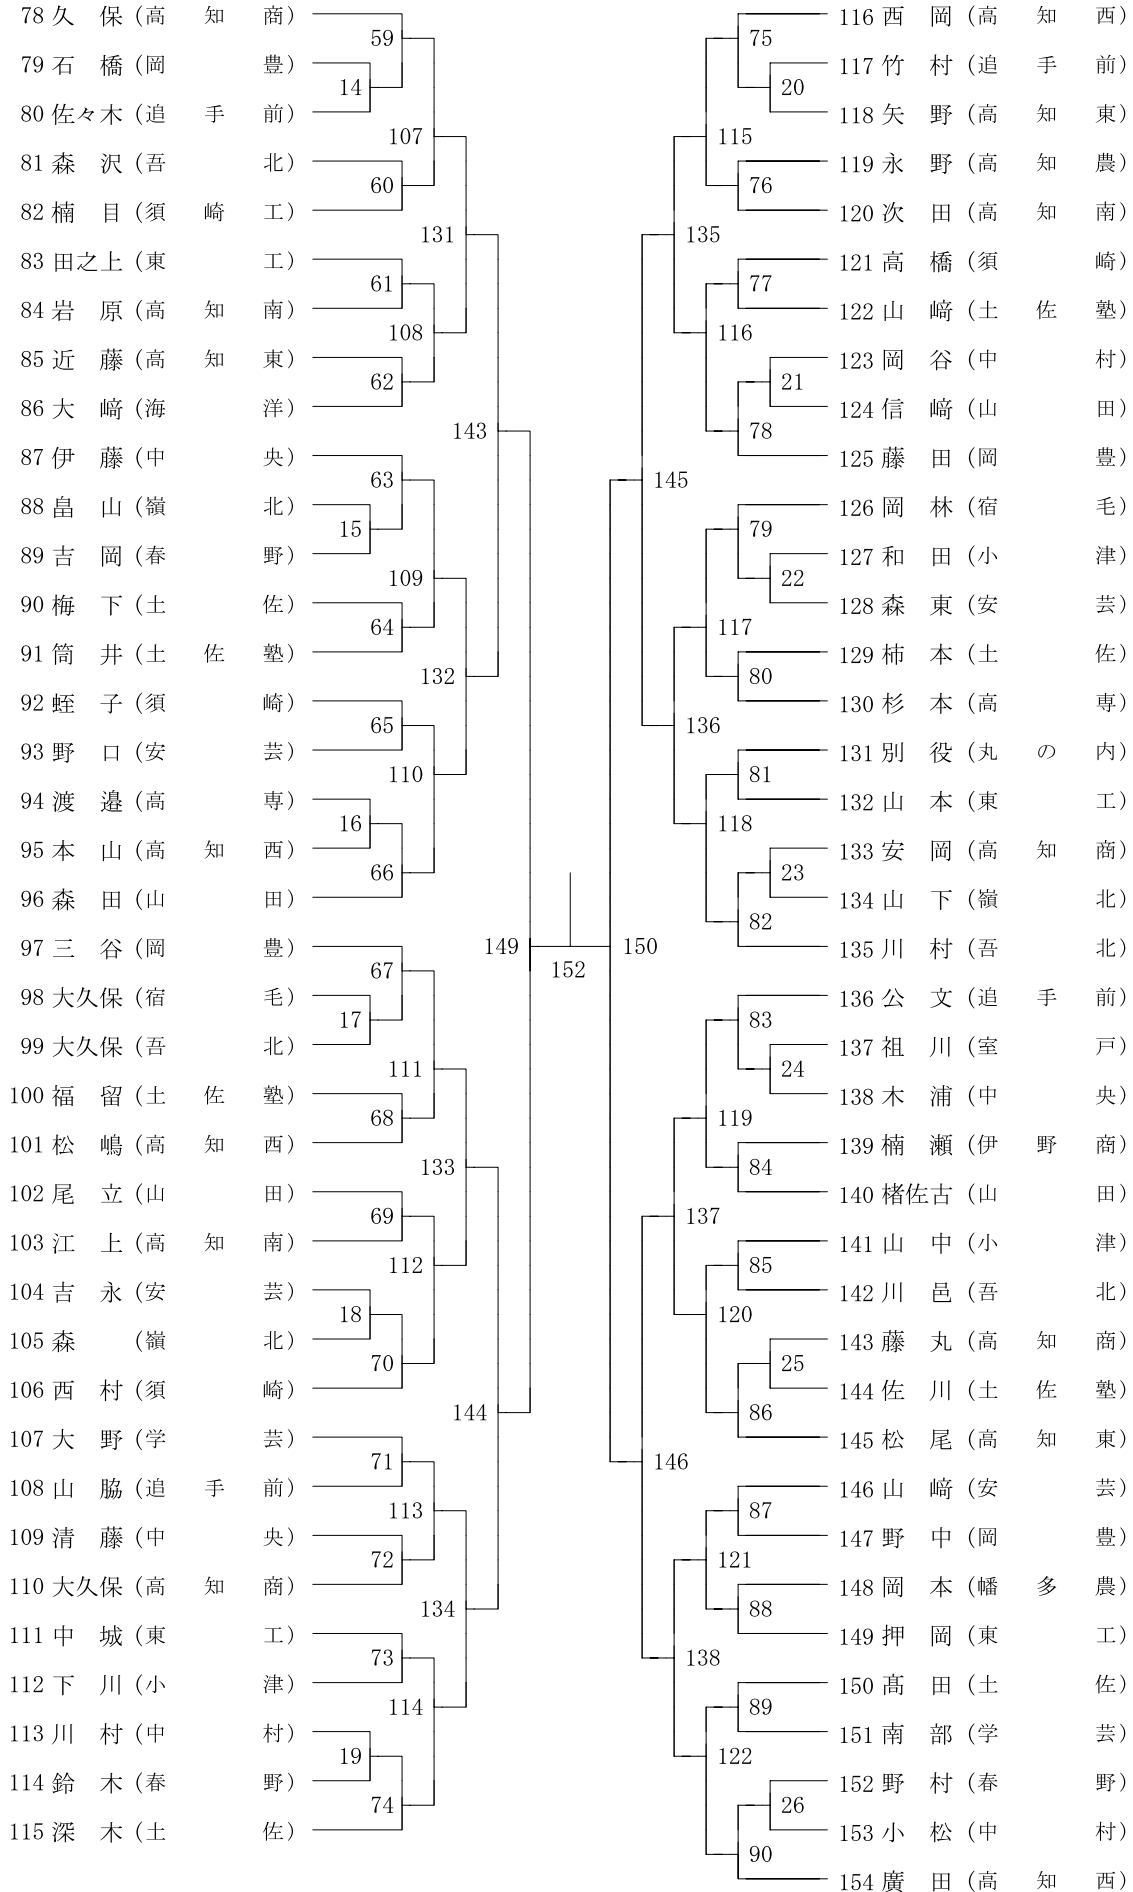 78 久保 (高知商)
79 石橋 (岡豊)
80 佐々木 (追手前)
81 森沢 (吾北)
82 楠目 (須崎工)
83 田之上 (東工)
84 岩原 (高知南)
85 近藤 (高知東)
86 大﨑 (海洋)
87 伊藤 (中央)
88 畠山 (嶺北)
89 吉岡 (春野)
90 梅下 (土佐)
91 筒井 (土佐塾)
92 蛭子 (須崎)
93 野口 (安芸)
94 渡邉 (高専)
95 本山 (高知西)
96 森田 (山田)
97 三谷 (岡豊)
98 大久保 (宿毛)
99 大久保 (吾北)
100 福留 (土佐塾)
101 松嶋 (高知西)
102 尾立 (山田)
103 江上 (高知南)
104 吉永 (安芸)
105 森 (嶺北)
106 西村 (須崎)
107 大野 (学芸)
108 山脇 (追手前)
109 清藤 (中央)
110 大久保 (高知商)
111 中城 (東工)
112 下川 (小津)
113 川村 (中村)
114 鈴木 (春野)
115 深木 (土佐)
14
15
16
17
18
19
59
60
61
62
63
64
65
66
67
68
69
70
71
72
73
74
107
108
109
110
111
112
113
114
131
132
133
134
143
144
149
152
150
145
146
135
136
137
138
115
116
117
118
119
120
121
122
75
76
77
78
79
80
81
82
83
84
85
86
87
88
89
90
20
21
22
23
24
25
26
116 西岡 (高知西)
117 竹村 (追手前)
118 矢野 (高知東)
119 永野 (高知農)
120 次田 (高知南)
121 高橋 (須崎)
122 山﨑 (土佐塾)
123 岡谷 (中村)
124 信﨑 (山田)
125 藤田 (岡豊)
126 岡林 (宿毛)
127 和田 (小津)
128 森東 (安芸)
129 柿本 (土佐)
130 杉本 (高専)
131 別役 (丸の内)
132 山本 (東工)
133 安岡 (高知商)
134 山下 (嶺北)
135 川村 (吾北)
136 公文 (追手前)
137 祖川 (室戸)
138 木浦 (中央)
139 楠瀬 (伊野商)
140 楮佐古 (山田)
141 山中 (小津)
142 川邑 (吾北)
143 藤丸 (高知商)
144 佐川 (土佐塾)
145 松尾 (高知東)
146 山﨑 (安芸)
147 野中 (岡豊)
148 岡本 (幡多農)
149 押岡 (東工)
150 髙田 (土佐)
151 南部 (学芸)
152 野村 (春野)
153 小松 (中村)
154 廣田 (高知西)